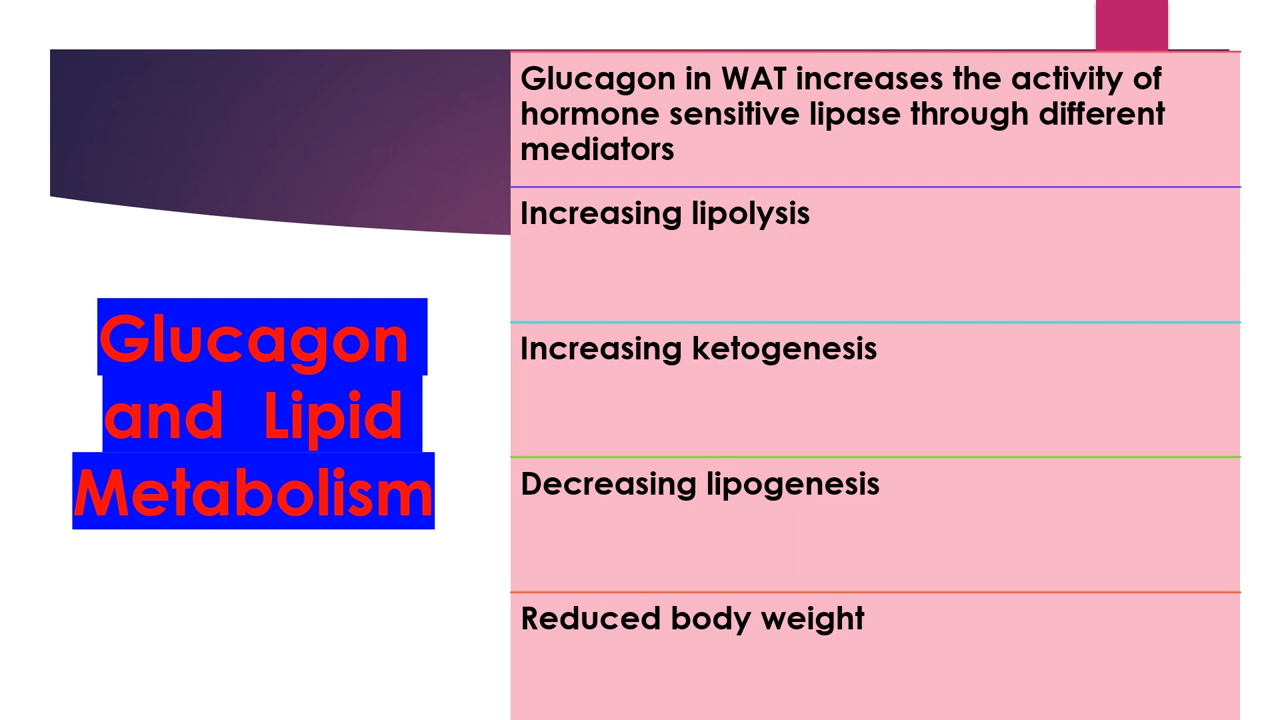 Glucagon
and Lipid
Metabolism
Glucagon in WAT increases the activity of
hormone sensitive lipase through different
mediators
Increasing lipolysis
Increasing ketogenesis
Decreasing lipogenesis
Reduced body weight